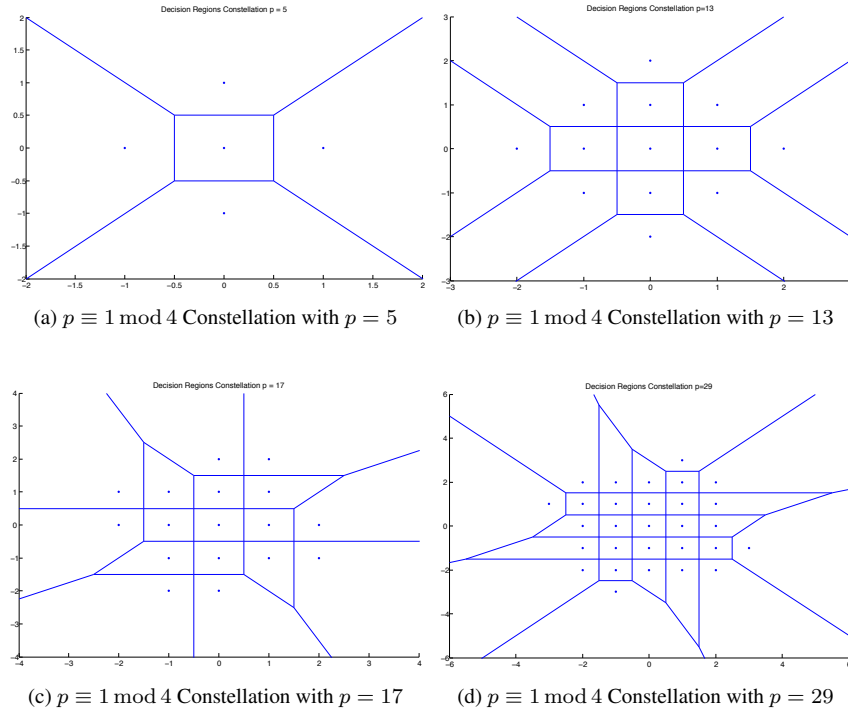 Decision Regions Constellation p = 5
2
1.5
1
0.5
0
−0.5
−1
−1.5
−2
−2 −1.5 −1 −0.5 0 0.5 1 1.5 2
(a) p ≡ 1 mod 4 Constellation with p = 5
Decision Regions Constellation p=13
3
2
1
0
−1
−2
−3
−3 −2 −1 0 1 2
(b) p ≡ 1 mod 4 Constellation with p = 13
Decision Regions Constellation p = 17
4
3
2
1
0
−1
−2
−3
−4
−4 −3 −2 −1 0 1 2 3 4
(c) p ≡ 1 mod 4 Constellation with p = 17
Decision Regions Constellation p=29
6
4
2
0
−2
−4
−6
−6 −4 −2 0 2 4 6
(d) p ≡ 1 mod 4 Constellation with p = 29